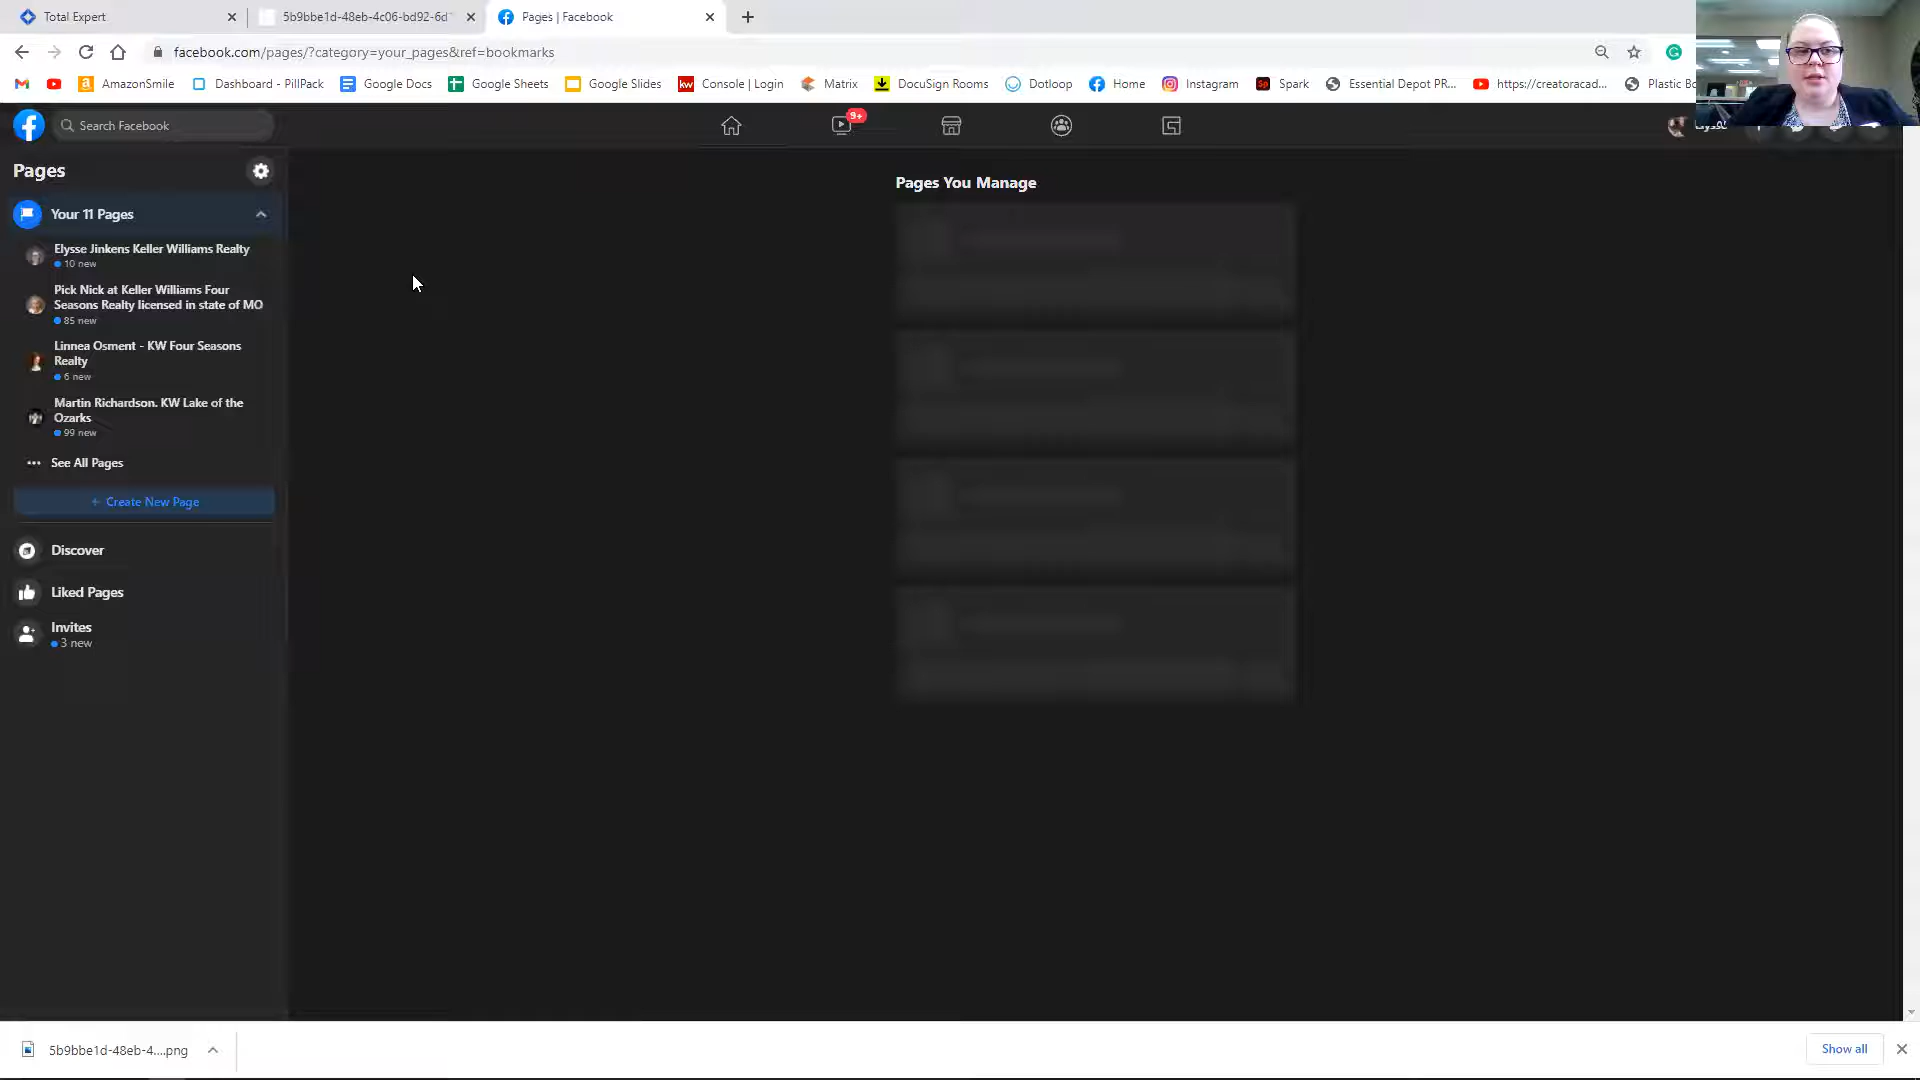 Total Expert
5b9bbe1d-48eb-4c06-bd92-6d
Pages | Facebook
facebook.com/pages/?category=your_pages&ref=bookmarks
AmazonSmile
Dashboard - PillPack
Google Docs
Google Sheets
Google Slides
kw
Console | Login
Matrix
DocuSign Rooms
Dotloop
Home
Instagram
Sp
Spark
Essential Depot PR...
https://creatoracad...
Plastic Bo
Search Facebook
9+
Pages
Your 11 Pages
Elysse Jinkens Keller Williams Realty
10 new
Pick Nick at Keller Williams Four
Seasons Realty licensed in state of MO
85 new
Linnea Osment - KW Four Seasons
Realty
6 new
Martin Richardson. KW Lake of the
Ozarks
99 new
See All Pages
+ Create New Page
Discover
Liked Pages
Invites
3 new
Pages You Manage
5b9bbe1d-48eb-4....png
Show all